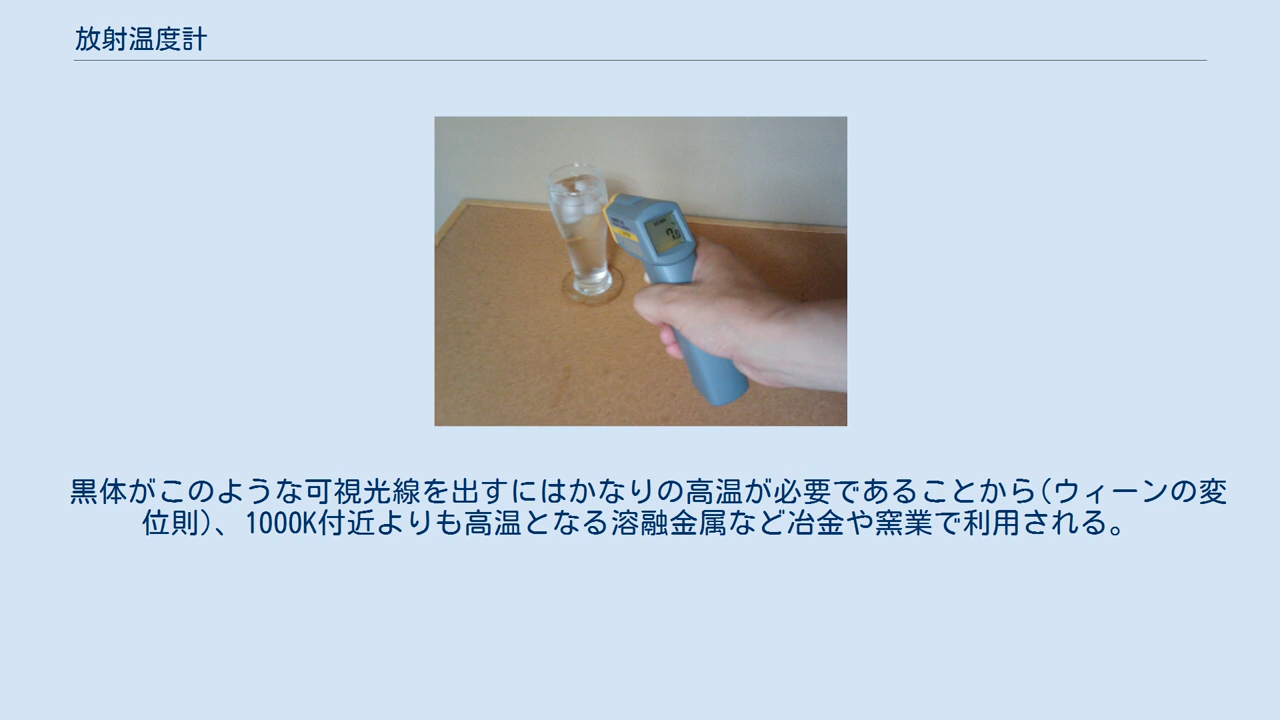 放射温度計
黒体がこのような可視光線を出すにはかなりの高温が必要であることから(ウィーンの変
位則)、1000K付近よりも高温となる溶融金属など冶金や窯業で利用される。